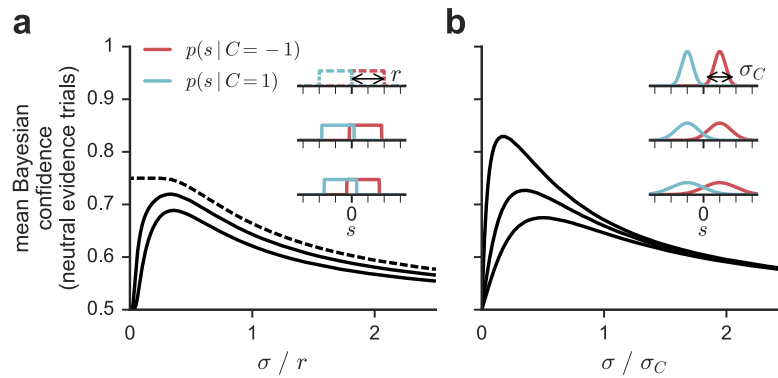 a
p(s | C = −1)
p(s | C = 1)
r
mean Bayesian
confidence
(neutral evidence trials)
1
0.9
0.8
0.7
0.6
0.5
0
s
0
1
2
σ / r
b
σ_C
0
s
0
1
2
σ / σ_C